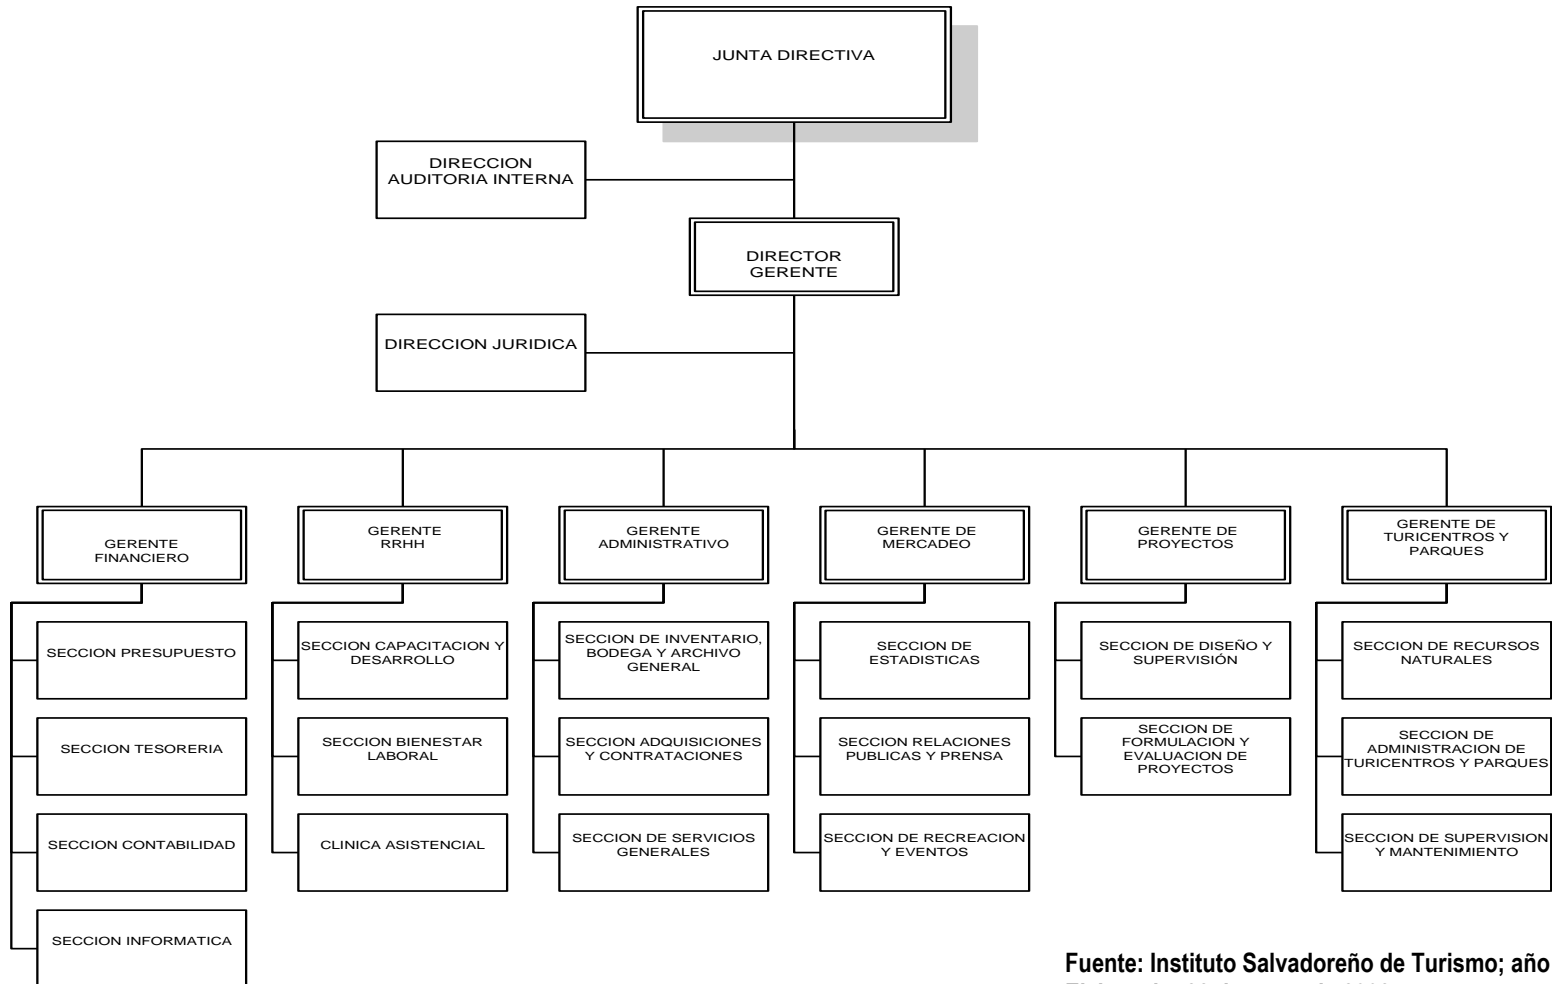 JUNTA DIRECTIVA
DIRECCION
AUDITORIA INTERNA
DIRECTOR
GERENTE
DIRECCION JURIDICA
GERENTE
FINANCIERO
GERENTE
RRHH
GERENTE
ADMINISTRATIVO
GERENTE DE
MERCADEO
GERENTE DE
PROYECTOS
GERENTE DE
TURICENTROS Y
PARQUES
SECCION PRESUPUESTO
SECCION CAPACITACION Y
DESARROLLO
SECCION DE INVENTARIO,
BODEGA Y ARCHIVO
GENERAL
SECCION DE
ESTADISTICAS
SECCION DE DISEÑO Y
SUPERVISIÓN
SECCION DE RECURSOS
NATURALES
SECCION TESORERIA
SECCION BIENESTAR
LABORAL
SECCION ADQUISICIONES
Y CONTRATACIONES
SECCION RELACIONES
PUBLICAS Y PRENSA
SECCION DE
FORMULACION Y
EVALUACION DE
PROYECTOS
SECCION DE
ADMINISTRACION DE
TURICENTROS Y PARQUES
SECCION CONTABILIDAD
CLINICA ASISTENCIAL
SECCION DE SERVICIOS
GENERALES
SECCION DE RECREACION
Y EVENTOS
SECCION DE SUPERVISION
Y MANTENIMIENTO
SECCION INFORMATICA
Fuente: Instituto Salvadoreño de Turismo; año